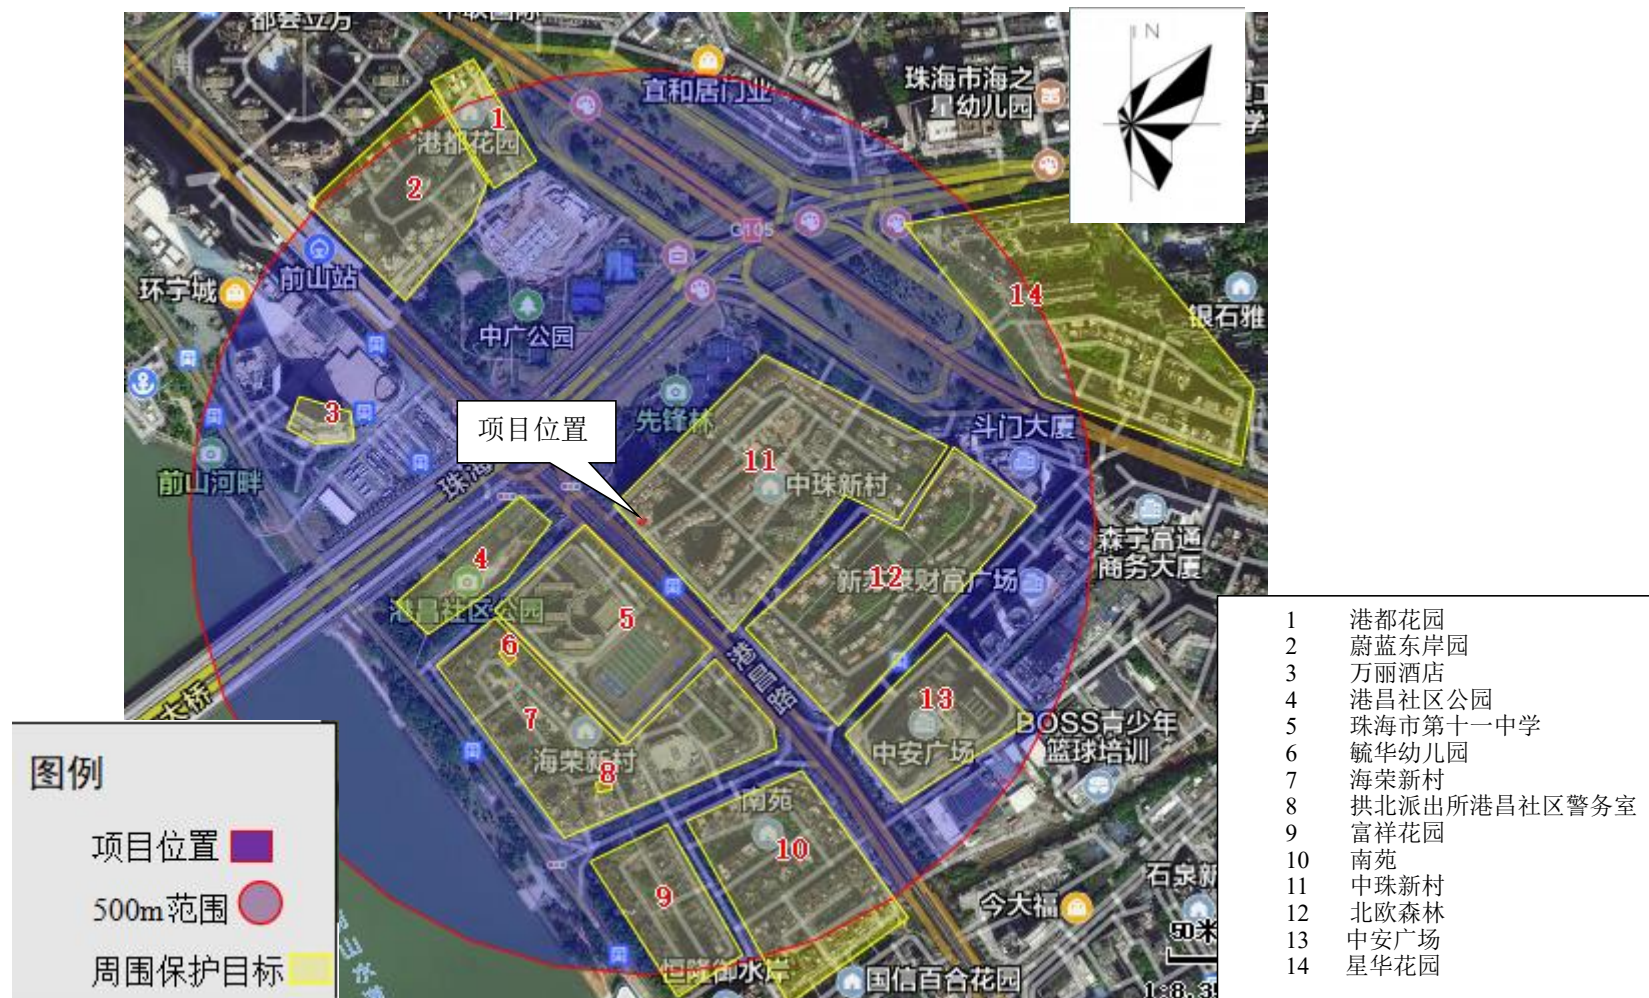 N
宜和居门业
珠海市海之
星幼儿园
1
港都花园
2
G105
前山站
环宇城
中广公园
14
银石雅
3
先锋林
项目位置
斗门大厦
前山河畔
珠海
11
中珠新村
森宇富通
商务大厦
4
港昌社区公园
12
5
6
港昌路
大桥
7
13
BOSS青少年
篮球培训
海荣新村
中安广场
8
南苑
10
9
石泉新
今大福
恒隆御水岸
国信百合花园
50米
图例
项目位置
500m范围
周围保护目标
1 港都花园
2 蔚蓝东岸园
3 万丽酒店
4 港昌社区公园
5 珠海市第十一中学
6 毓华幼儿园
7 海荣新村
8 拱北派出所港昌社区警务室
9 富祥花园
10 南苑
11 中珠新村
12 北欧森林
13 中安广场
14 星华花园